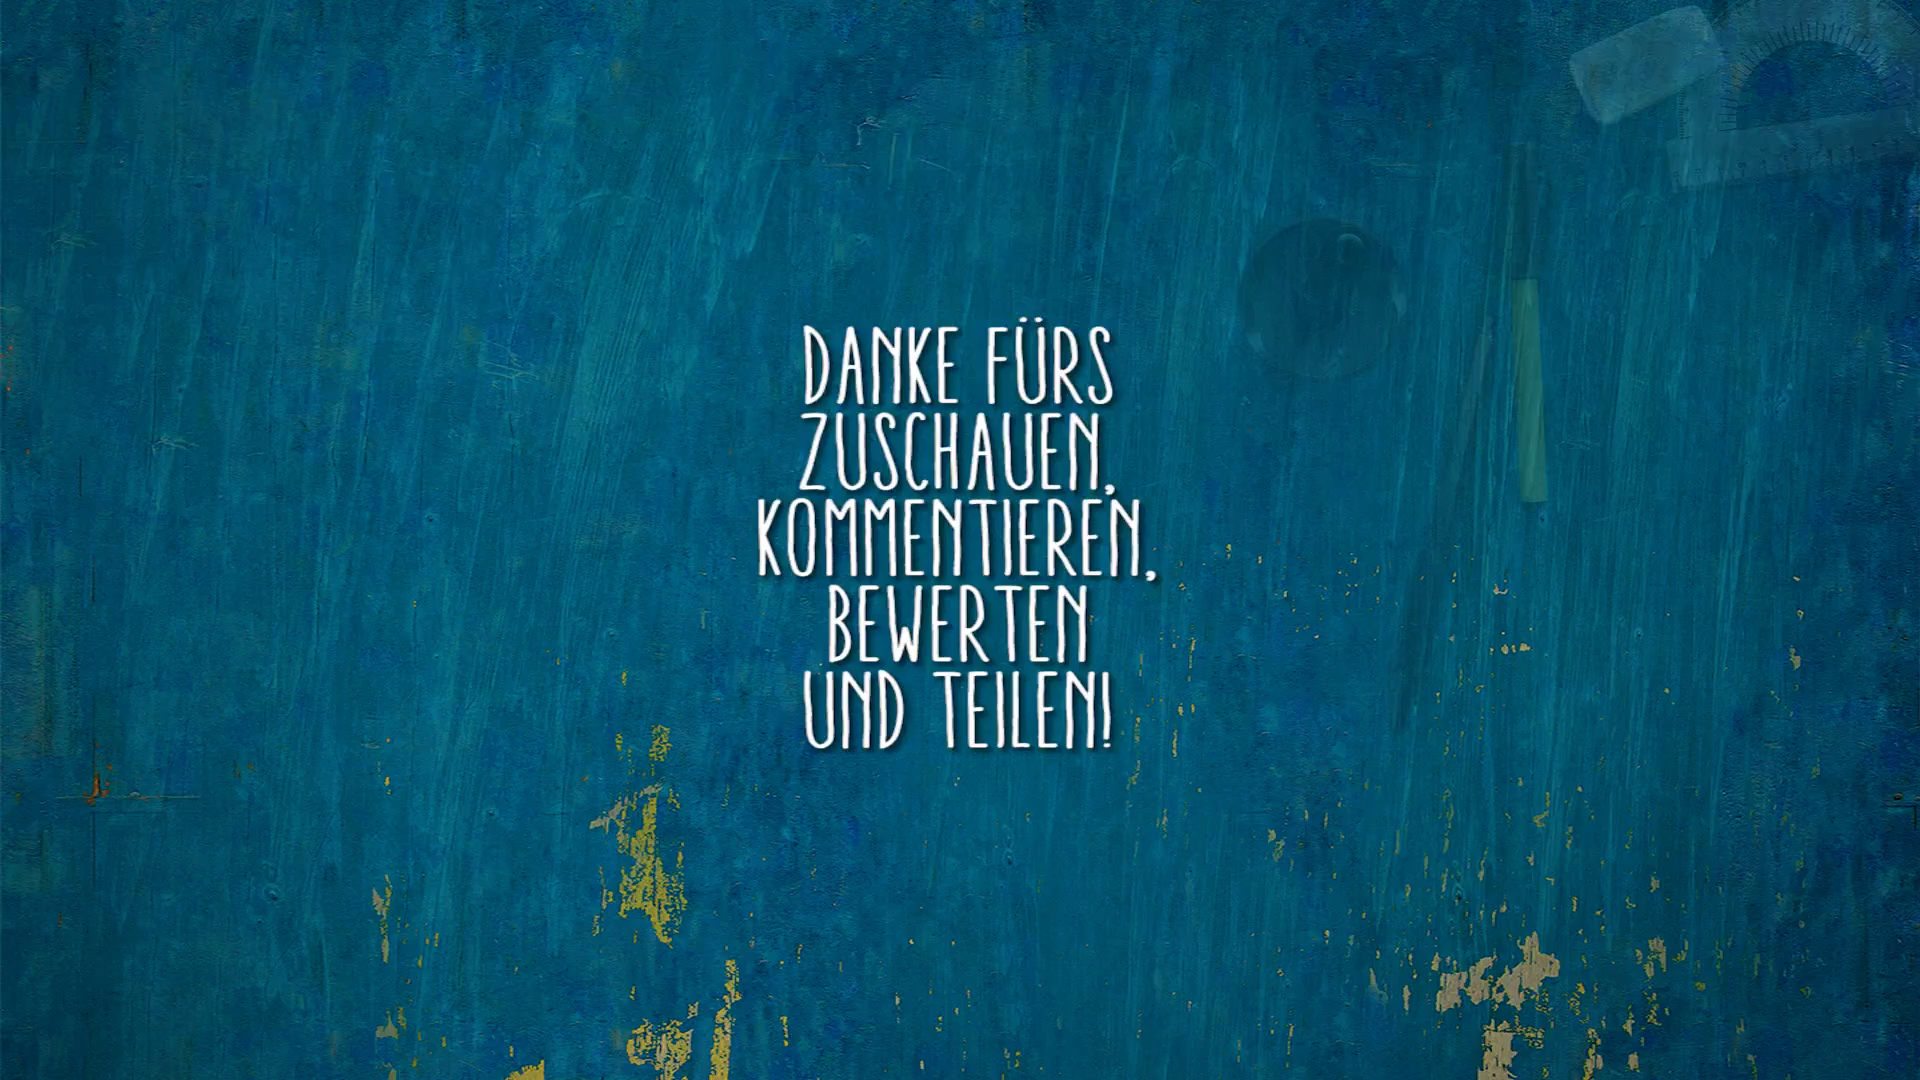 DANKE FÜRS
ZUSCHAUEN,
KOMMENTIEREN,
BEWERTEN
UND TEILEN!